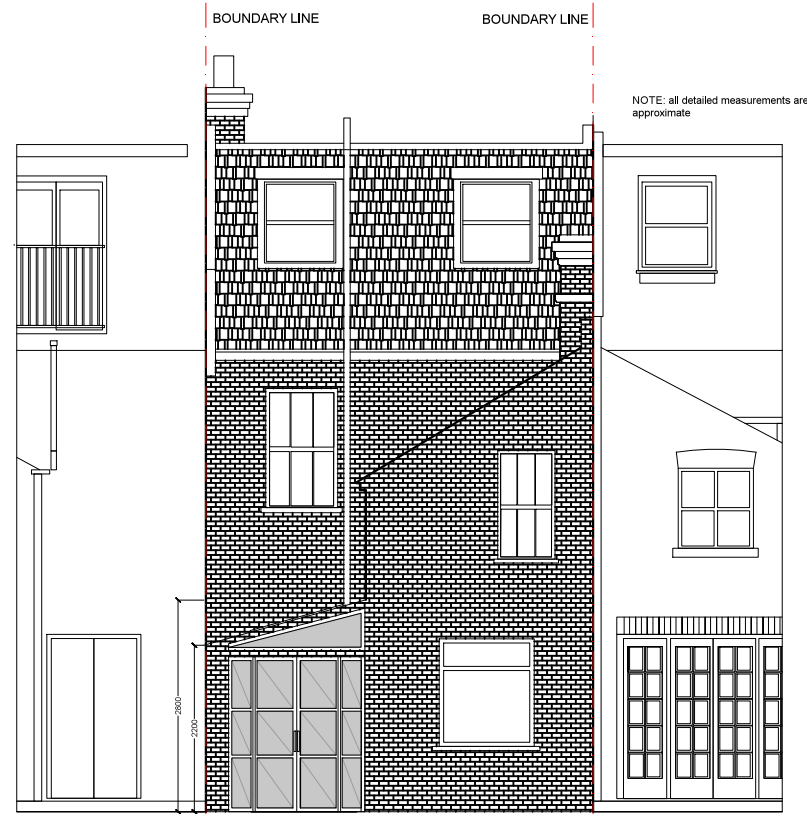 BOUNDARY LINE
BOUNDARY LINE
NOTE: all detailed measurements are
approximate
2800
2200